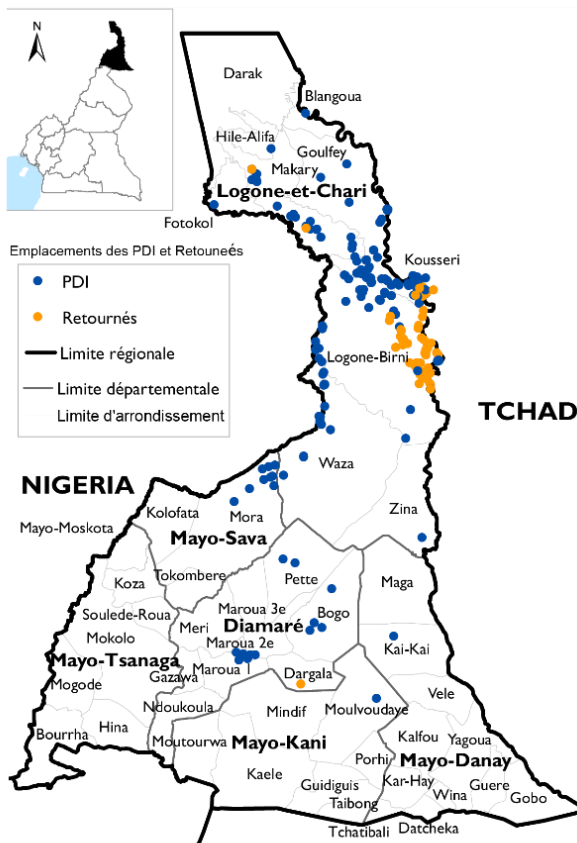 N
Darak
Blangoua
Hile-Alifa
Goulfey
Makary
Logone-et-Chari
Fotokol
Emplacements des PDI et Retouneés
PDI
Retournés
Limite régionale
Limite départementale
Limite d'arrondissement
Kousseri
Logone-Birni
TCHAD
Waza
NIGERIA
Zina
Kolofata
Mayo-Moskota
Mora
Mayo-Sava
Tokombere
Koza
Pette
Maga
Soulede-Roua
Maroua 3e
Bogo
Meri
Diamaré
Mokolo
Maroua 2e
Kai-Kai
Mayo-Tsanaga
Gazawa
Maroua I
Dargala
Mogode
Vele
Ndoukoula
Mindif
Moulvoudaye
Hina
Bourrha
Moutourwa
Mayo-Kani
Kalfou
Yagoua
Porhi
Mayo-Danay
Kaele
Guidiguis
Kar-Hay
Guere
Wina
Gobo
Taibong
Tchatibali
Datcheka